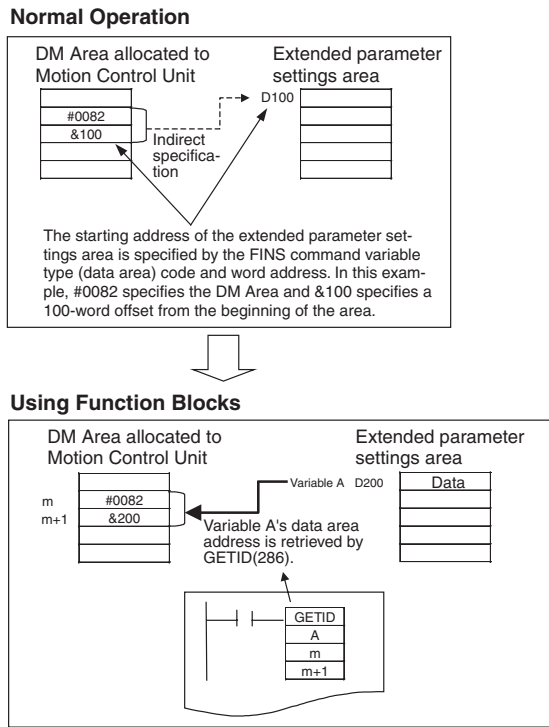 Normal Operation
DM Area allocated to
Motion Control Unit
Extended parameter
settings area
D100
#0082
&100
Indirect
specifica-
tion
The starting address of the extended parameter set-
tings area is specified by the FINS command variable
type (data area) code and word address. In this exam-
ple, #0082 specifies the DM Area and &100 specifies a
100-word offset from the beginning of the area.
Using Function Blocks
DM Area allocated to
Motion Control Unit
Extended parameter
settings area
Variable A D200 Data
m #0082
m+1 &200
Variable A's data area
address is retrieved by
GETID(286).
GETID
A
m
m+1